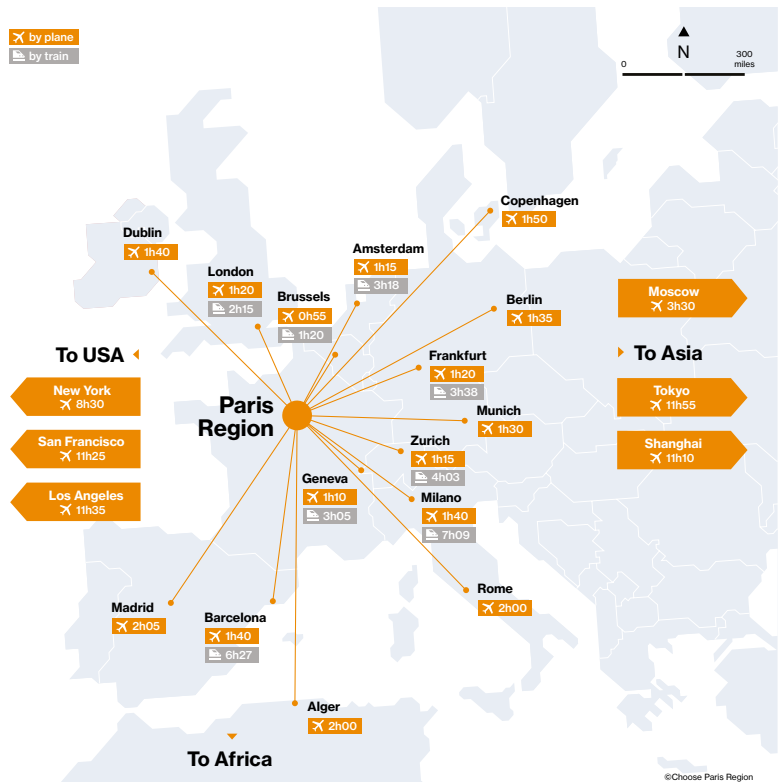 by plane
by train
N
0
300
miles
Copenhagen
1h50
Dublin
1h40
Amsterdam
1h15
3h18
London
1h20
2h15
Brussels
0h55
1h20
Berlin
1h35
Moscow
3h30
To USA
To Asia
Frankfurt
1h20
3h38
New York
8h30
Tokyo
11h55
Paris
Region
Munich
1h30
San Francisco
11h25
Shanghai
11h10
Zurich
1h15
4h03
Geneva
1h10
3h05
Los Angeles
11h35
Milano
1h40
7h09
Rome
2h00
Madrid
2h05
Barcelona
1h40
6h27
Alger
2h00
To Africa
©Choose Paris Region